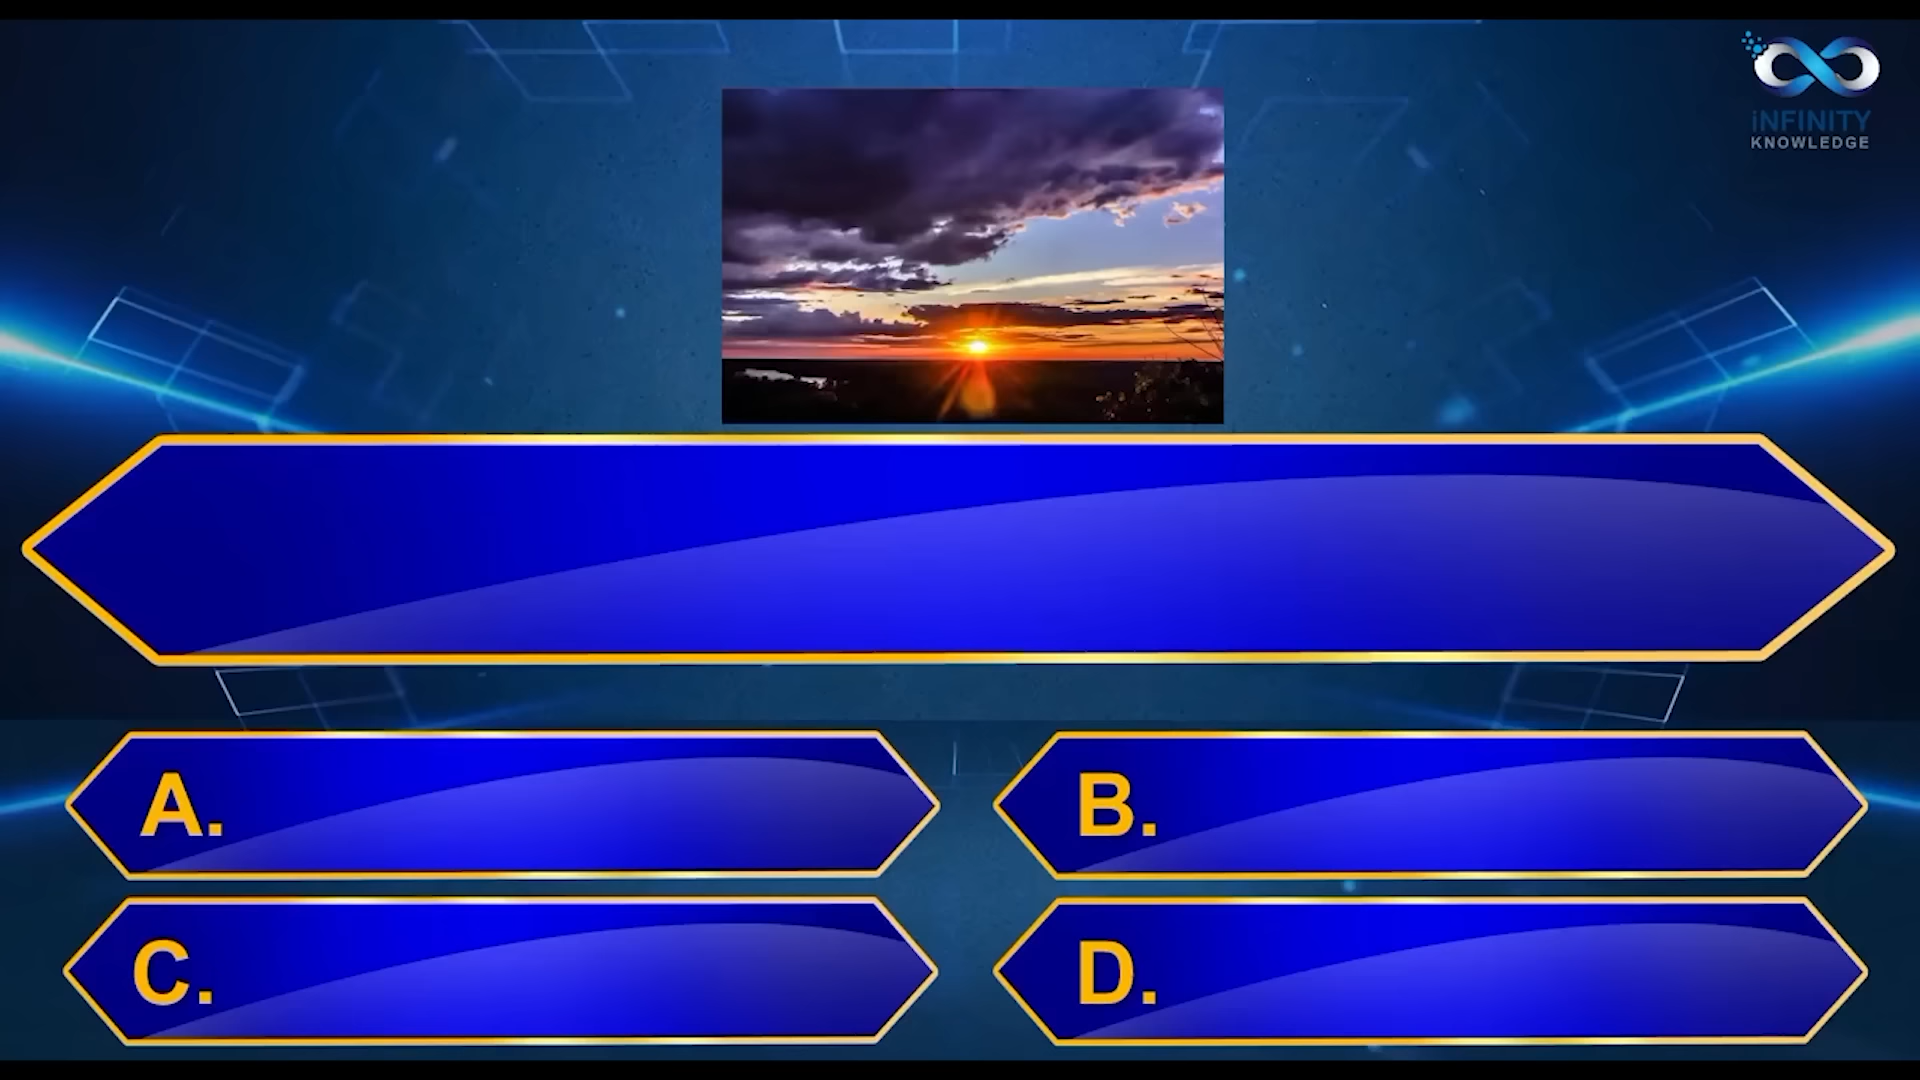 iNFINITY
KNOWLEDGE
A.
B.
C.
D.